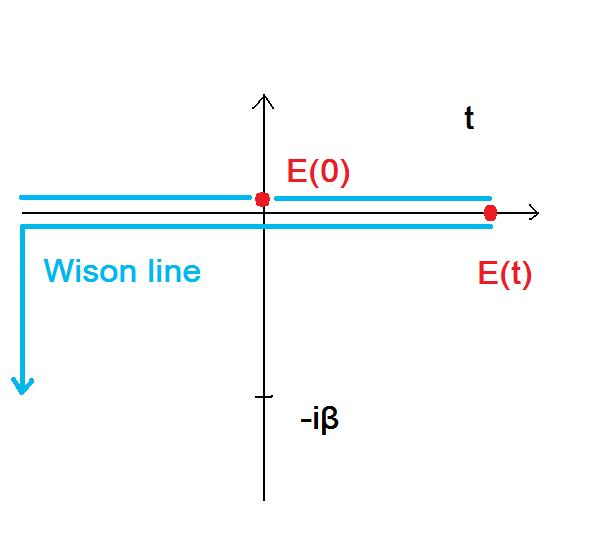 t
E(0)
Wison line
E(t)
-iβ